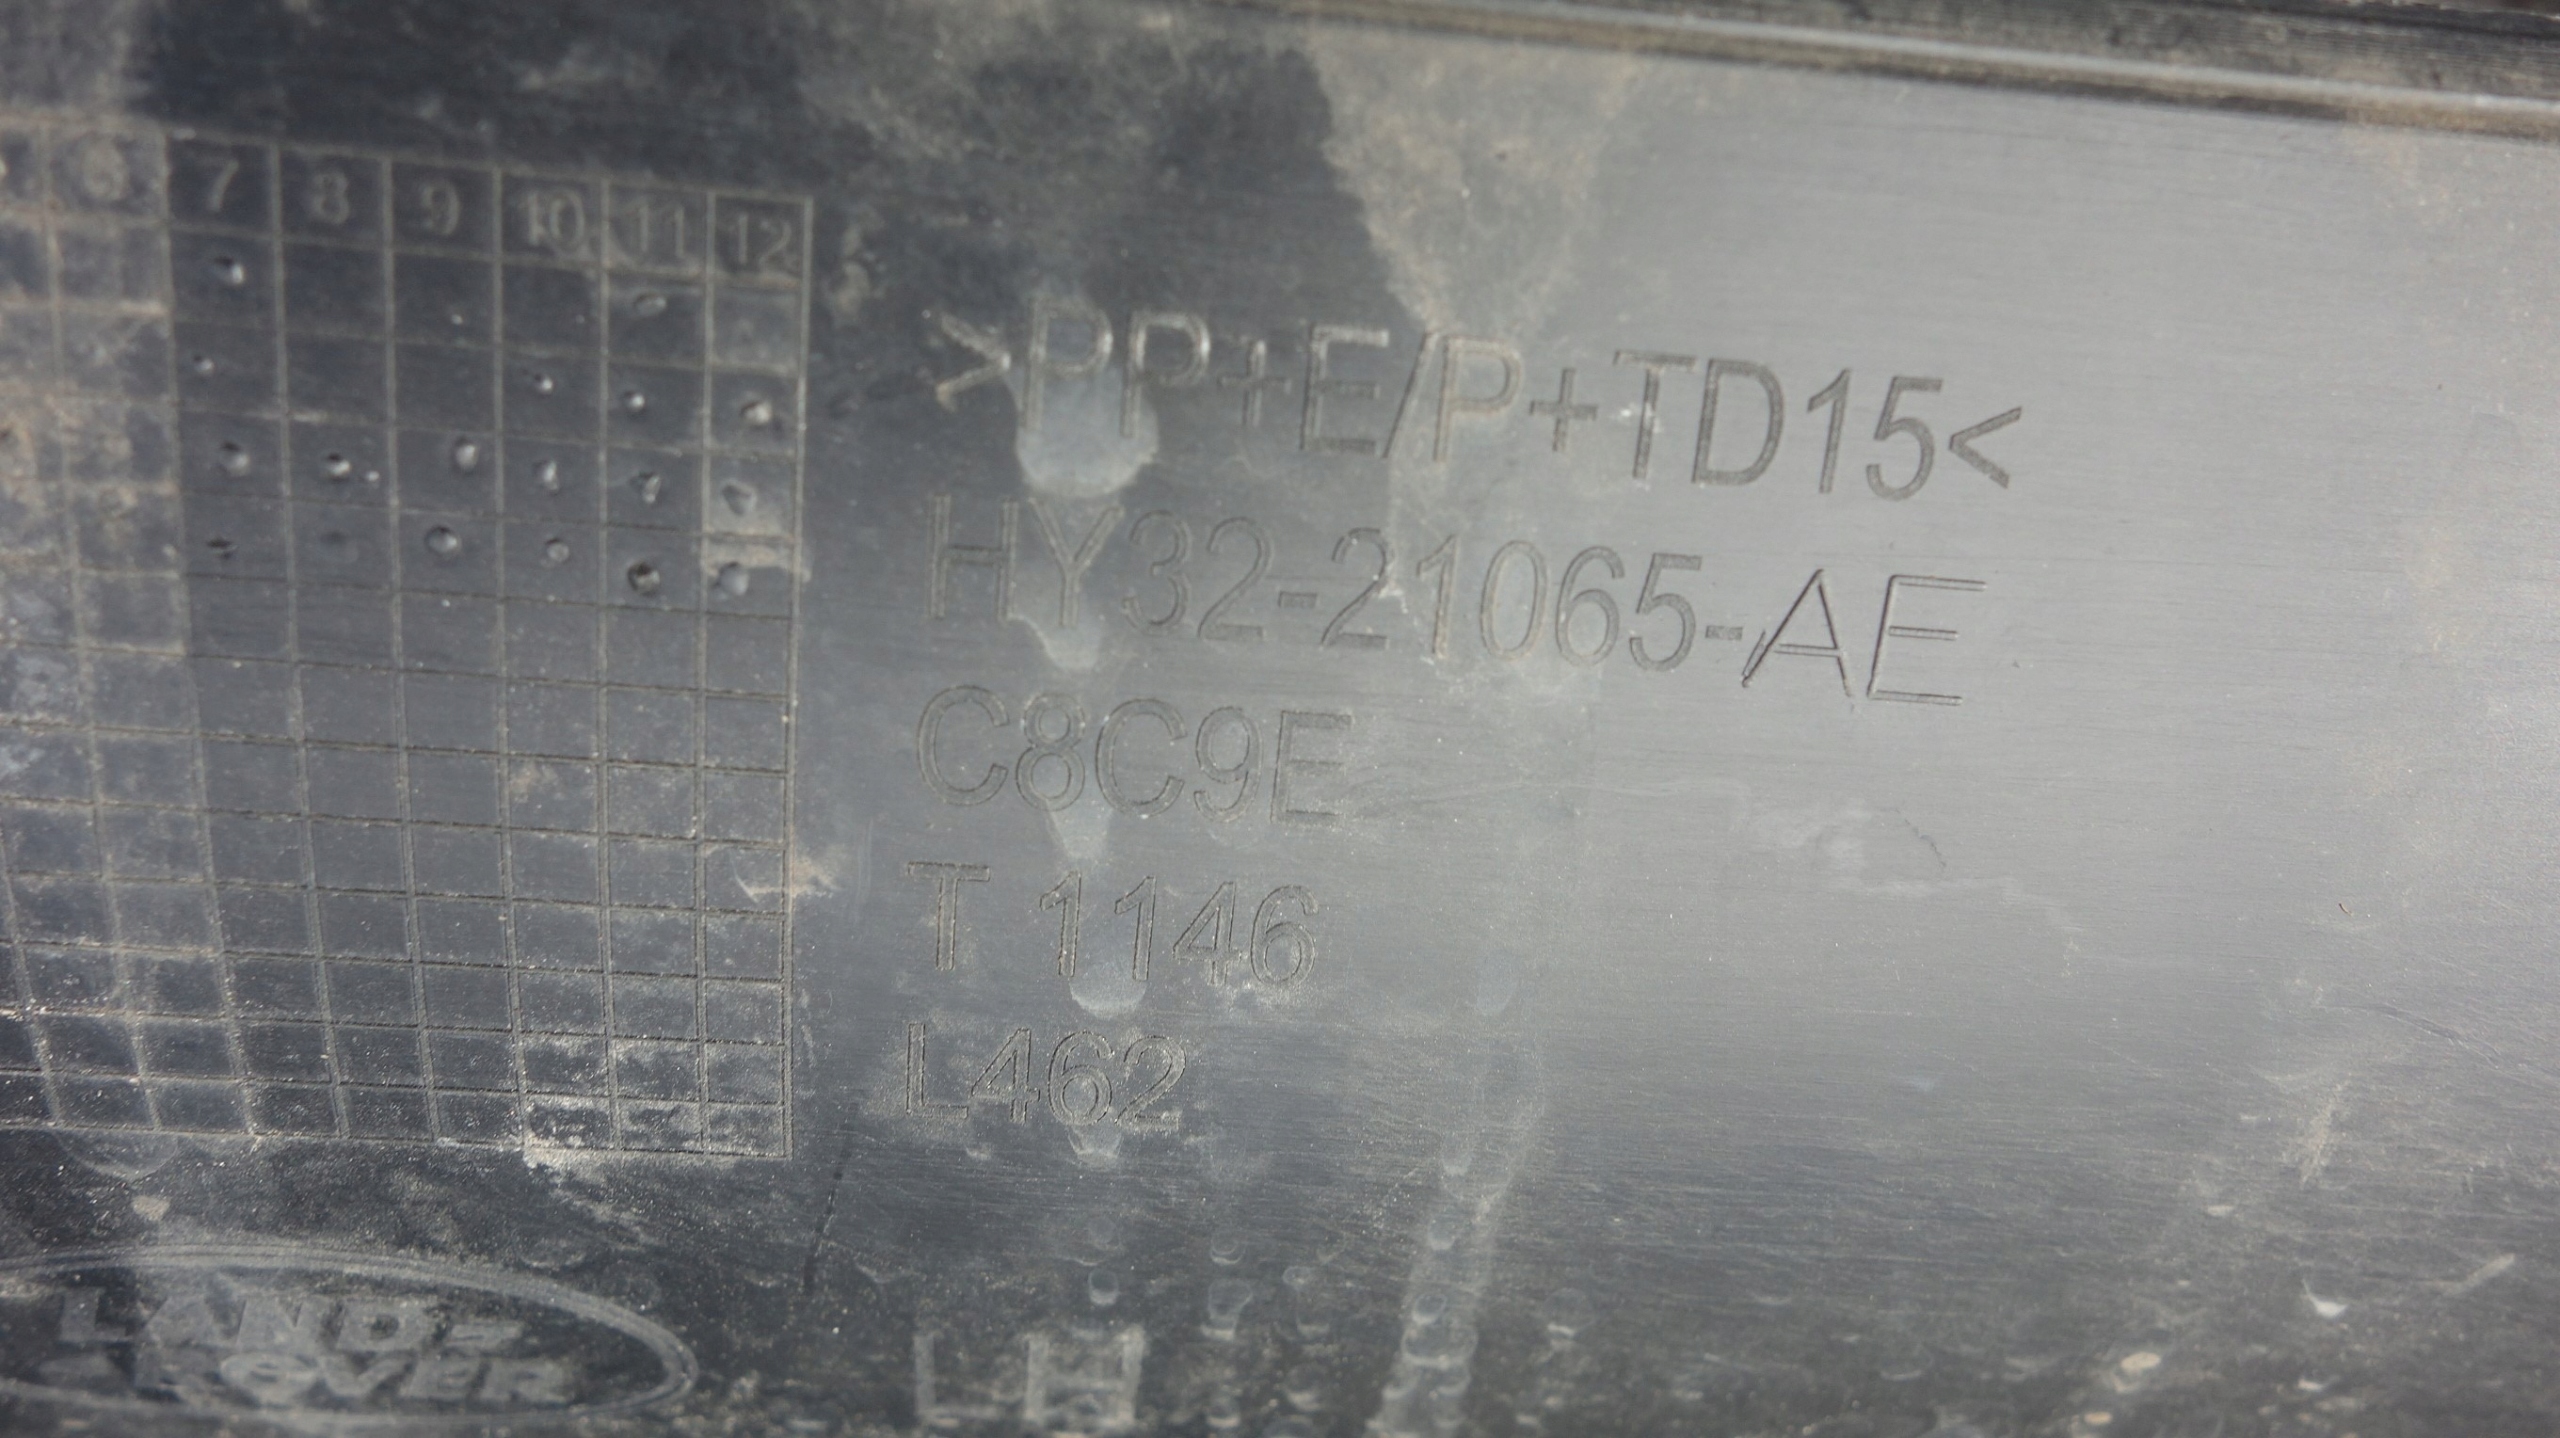 6 7 8 9 10 11 12
>PP+E/P+TD15<
HY32-21065-AE
C8C9E
T 1146
L462
LAND-
-ROVER
LH